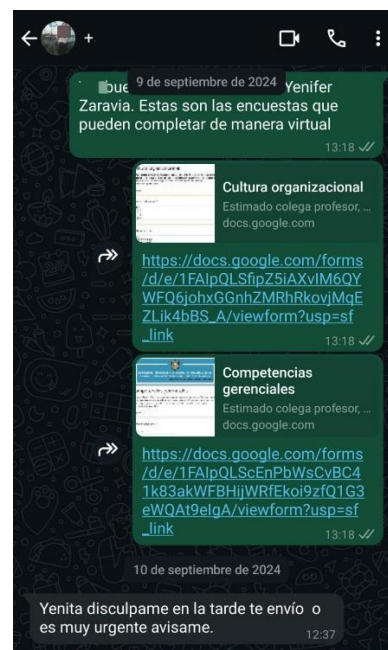 +
9 de septiembre de 2024
bue Yenifer
Zaravia. Estas son las encuestas que
pueden completar de manera virtual
13:18
Cultura organizacional
Estimado colega profesor, ...
docs.google.com
https://docs.google.com/forms
/d/e/1FAIpQLSfipZ5iAXvIM6QY
WFQ6johxGGnhZMRhRkovjMqE
ZLik4bBS_A/viewform?usp=sf
_link
13:18
Competencias
gerenciales
Estimado colega profesor, ...
docs.google.com
https://docs.google.com/forms
/d/e/1FAIpQLScEnPbWsCvBC4
1k83akWFBHijWRfEkoi9zfQ1G3
eWQAt9elgA/viewform?usp=sf
_link
13:18
10 de septiembre de 2024
Yenita disculpame en la tarde te envío o
es muy urgente avisame.
12:37